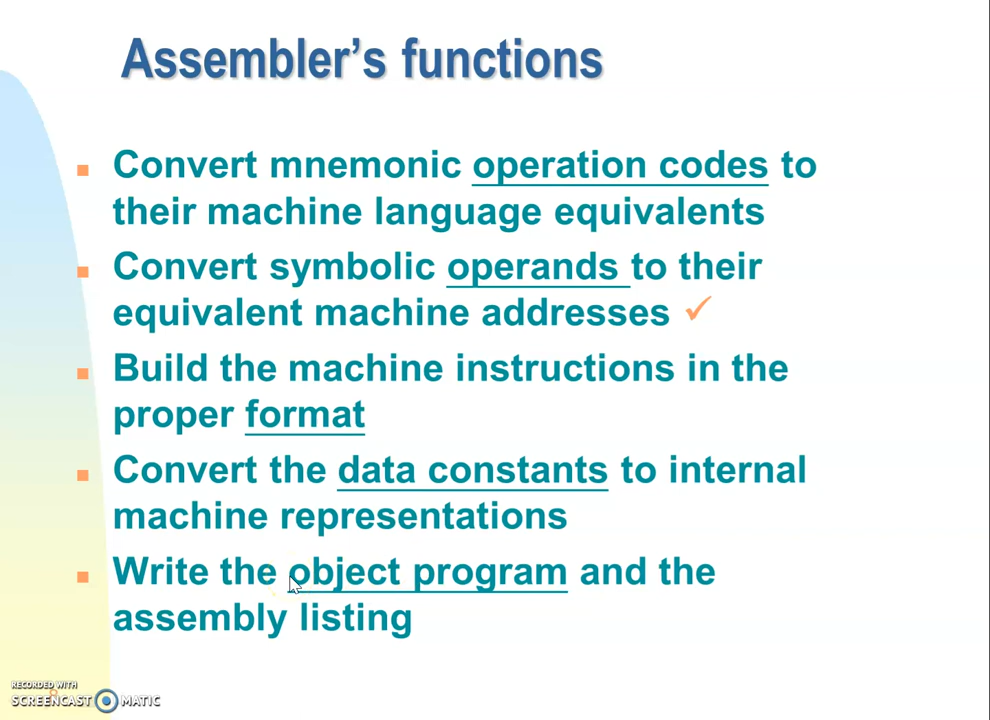 Assembler’s functions
Convert mnemonic operation codes to
their machine language equivalents
Convert symbolic operands to their
equivalent machine addresses ✓
Build the machine instructions in the
proper format
Convert the data constants to internal
machine representations
Write the object program and the
assembly listing
RECORDED WITH
SCREENCAST MATIC